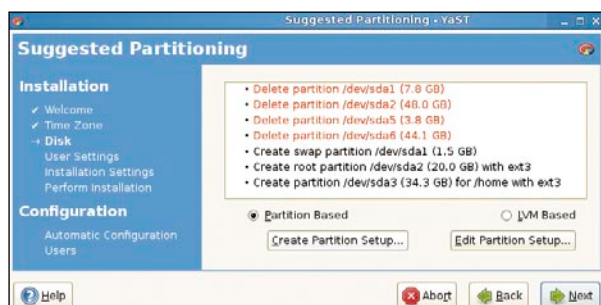 Suggested Partitioning - YaST
Suggested Partitioning
Installation
✓ Welcome
✓ Time Zone
→ Disk
User Settings
Installation Settings
Perform Installation
Configuration
Automatic Configuration
Users
• Delete partition /dev/sda1 (7.8 GB)
• Delete partition /dev/sda2 (48.0 GB)
• Delete partition /dev/sda5 (3.8 GB)
• Delete partition /dev/sda6 (44.1 GB)
• Create swap partition /dev/sda1 (1.5 GB)
• Create root partition /dev/sda2 (20.0 GB) with ext3
• Create partition /dev/sda3 (34.3 GB) for /home with ext3
Partition Based
LVM Based
Create Partition Setup...
Edit Partition Setup...
Help
Abort
Back
Next